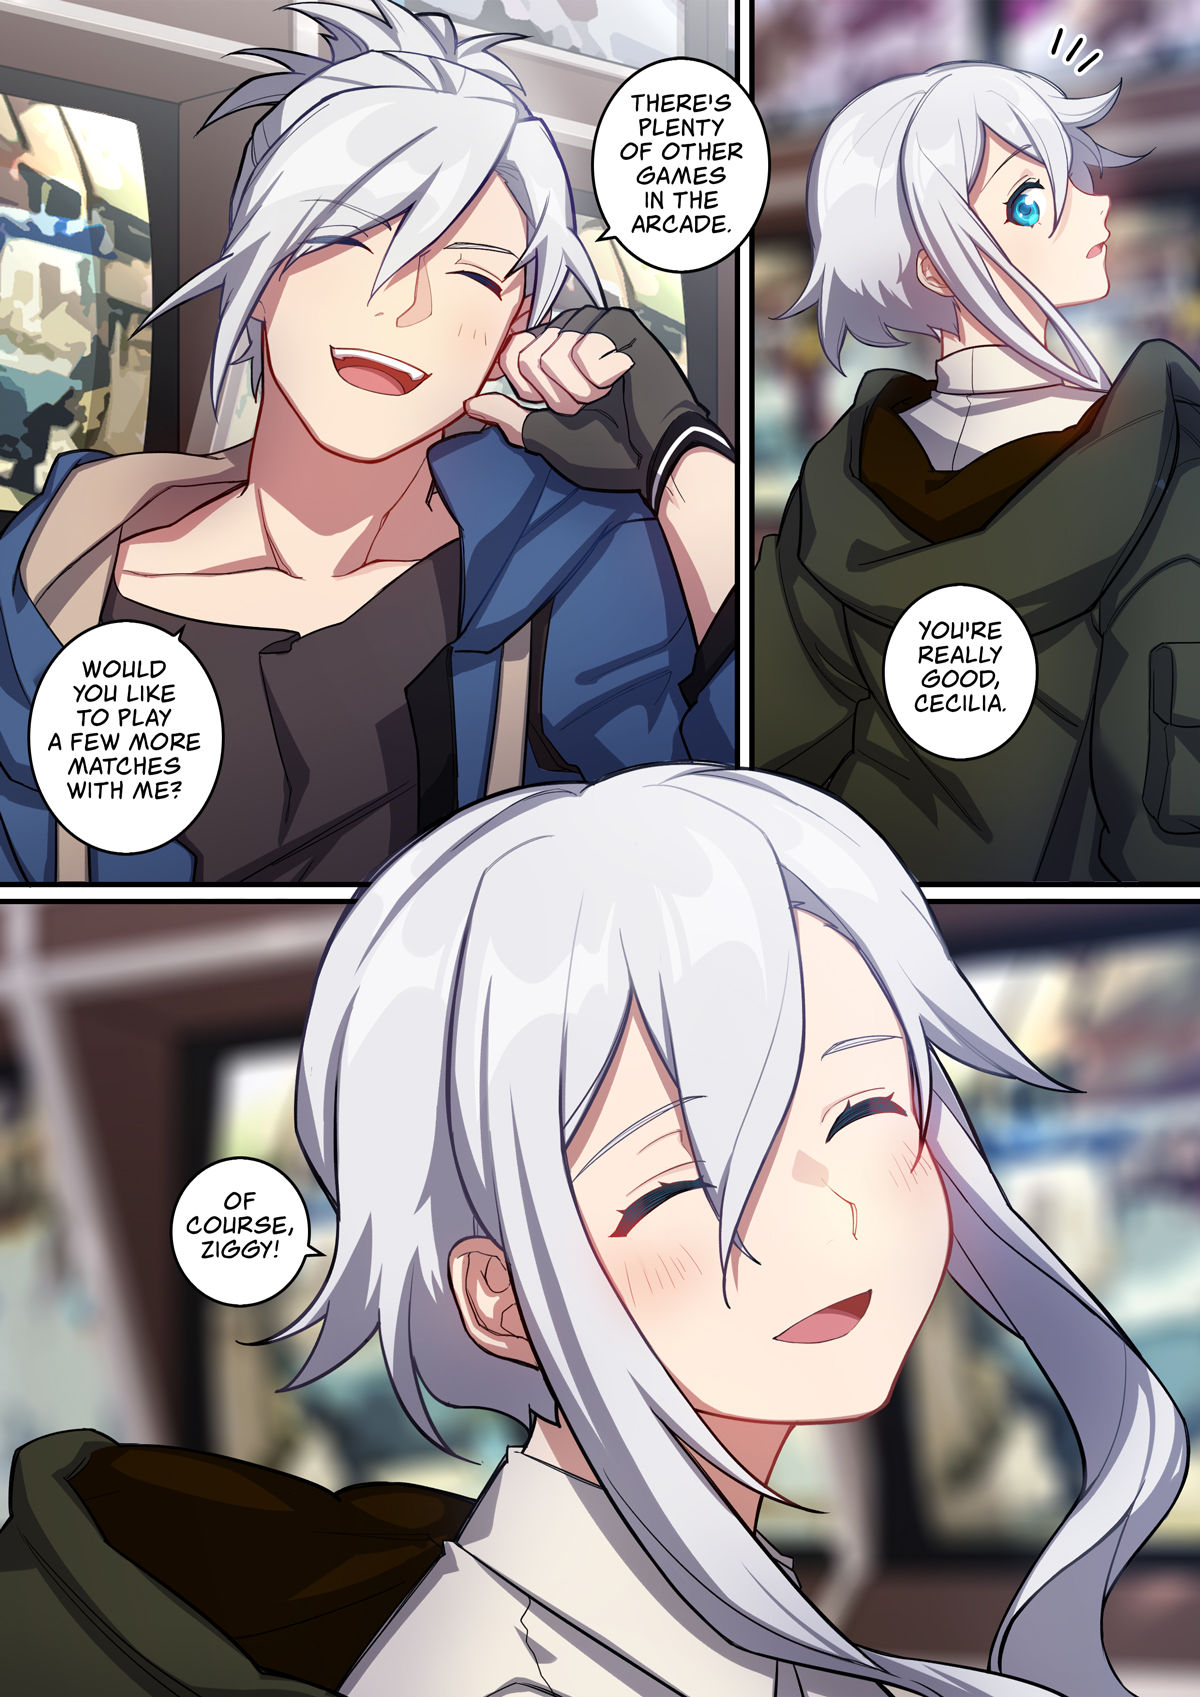 THERE'S
PLENTY
OF OTHER
GAMES
IN THE
ARCADE.
WOULD
YOU LIKE
TO PLAY
A FEW MORE
MATCHES
WITH ME?
YOU'RE
REALLY
GOOD,
CECILIA.
OF
COURSE,
ZIGGY!